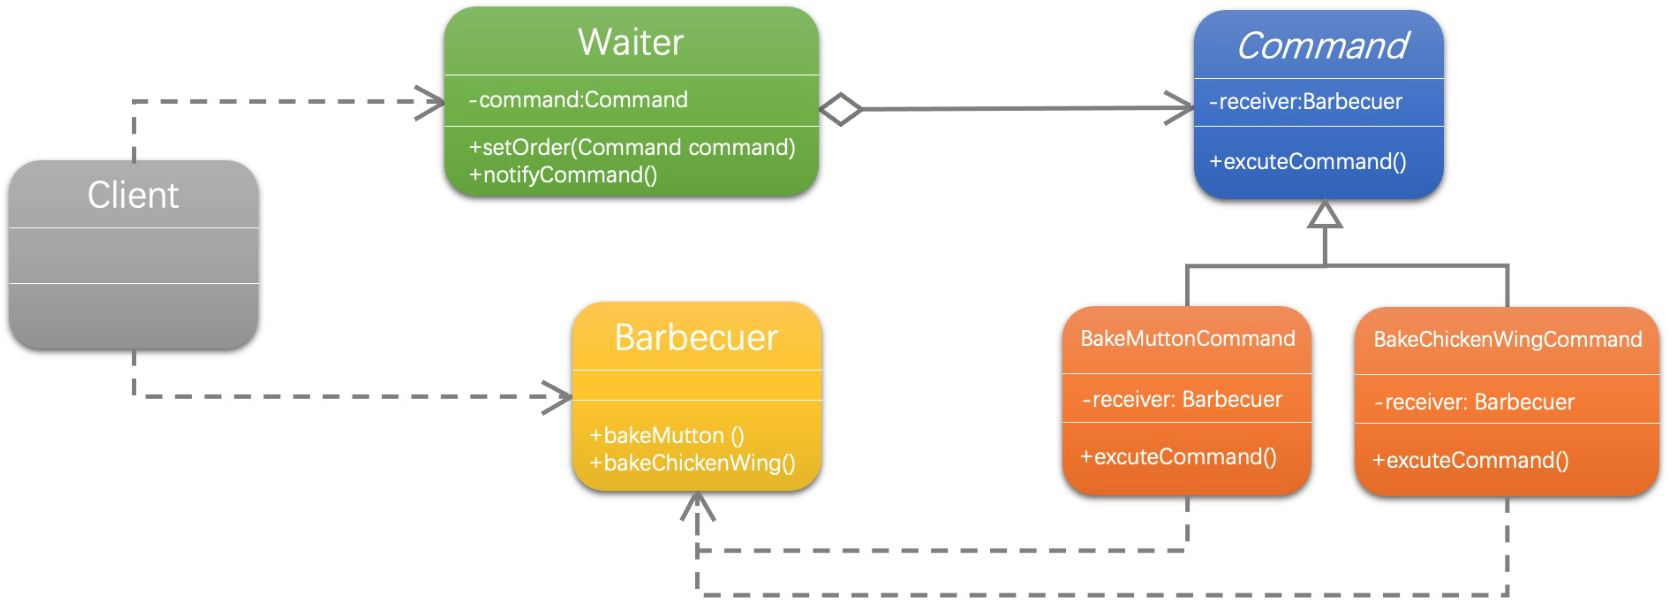 Waiter
-command:Command
+setOrder(Command command)
+notifyCommand()
Command
-receiver:Barbecuer
+excuteCommand()
Client
Barbecuer
+bakeMutton ()
+bakeChickenWing()
BakeMuttonCommand
-receiver: Barbecuer
+excuteCommand()
BakeChickenWingCommand
-receiver: Barbecuer
+excuteCommand()